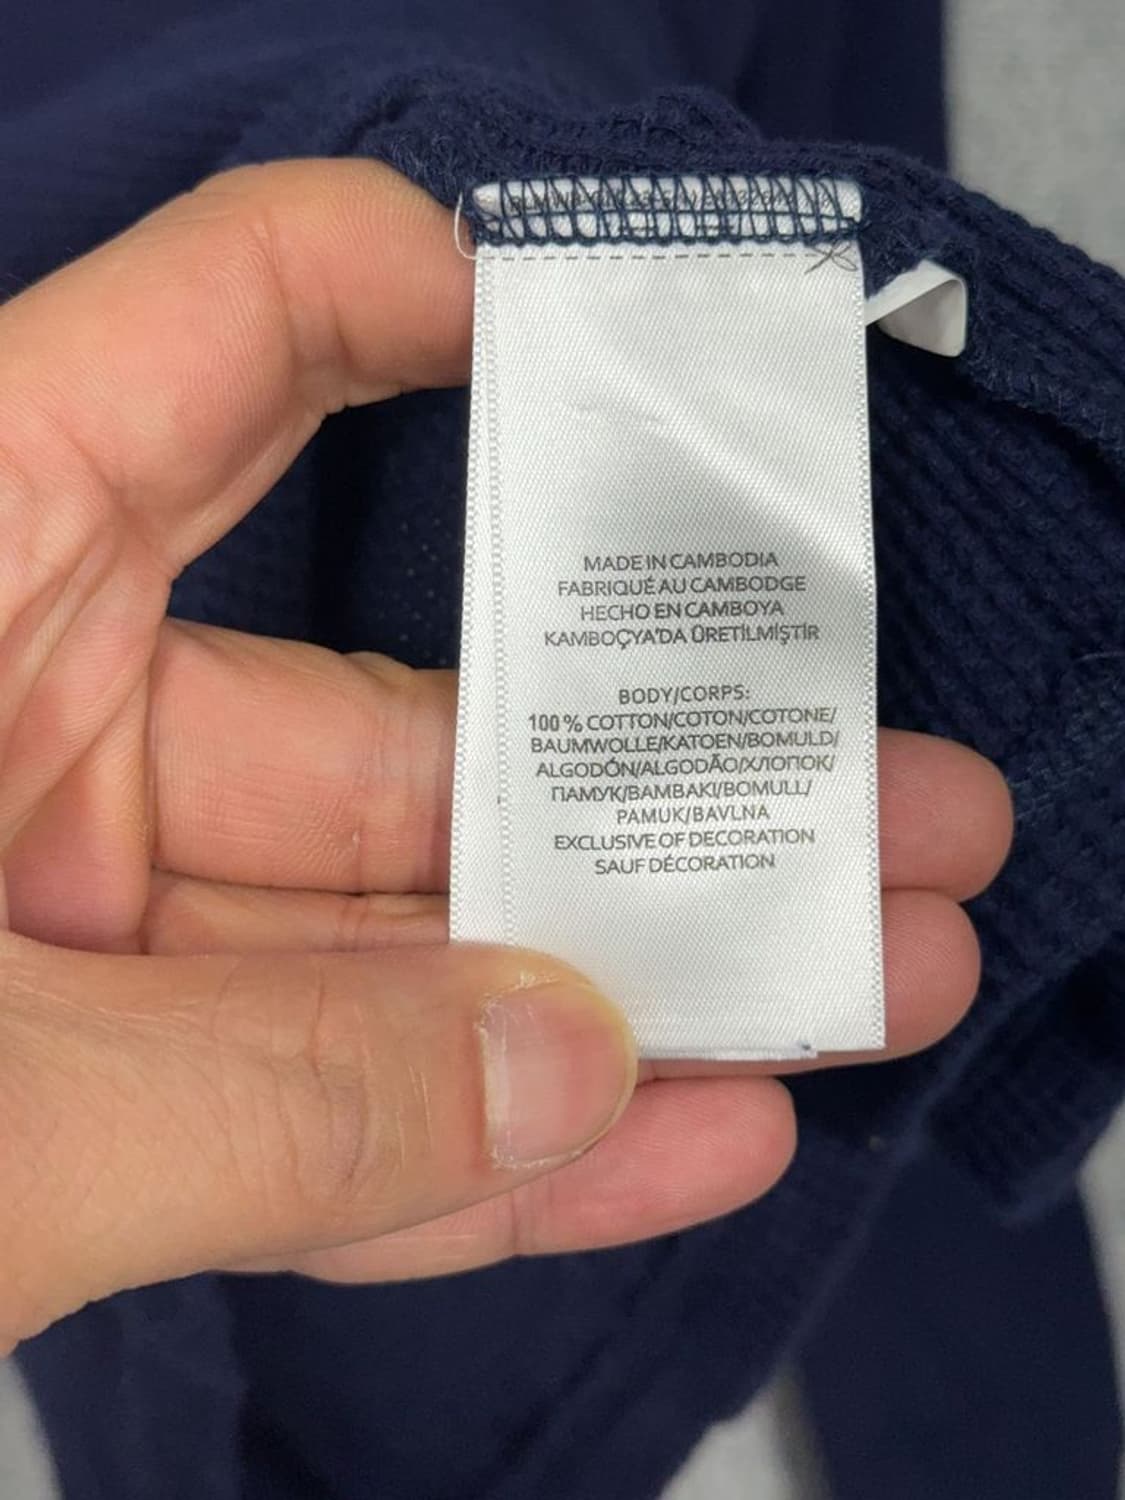 MADE IN CAMBODIA
FABRIQUÉ AU CAMBODGE
HECHO EN CAMBOYA
KAMBOÇYA'DA ÜRETİLMİŞTİR
BODY/CORPS:
100 % COTTON/COTON/COTONE/
BAUMWOLLE/KATOEN/BOMULD/
ALGODÓN/ALGODÃO/ХЛОПОК/
ПАМУК/BAMBAKI/BOMULL/
PAMUK/BAVLNA
EXCLUSIVE OF DECORATION
SAUF DÉCORATION